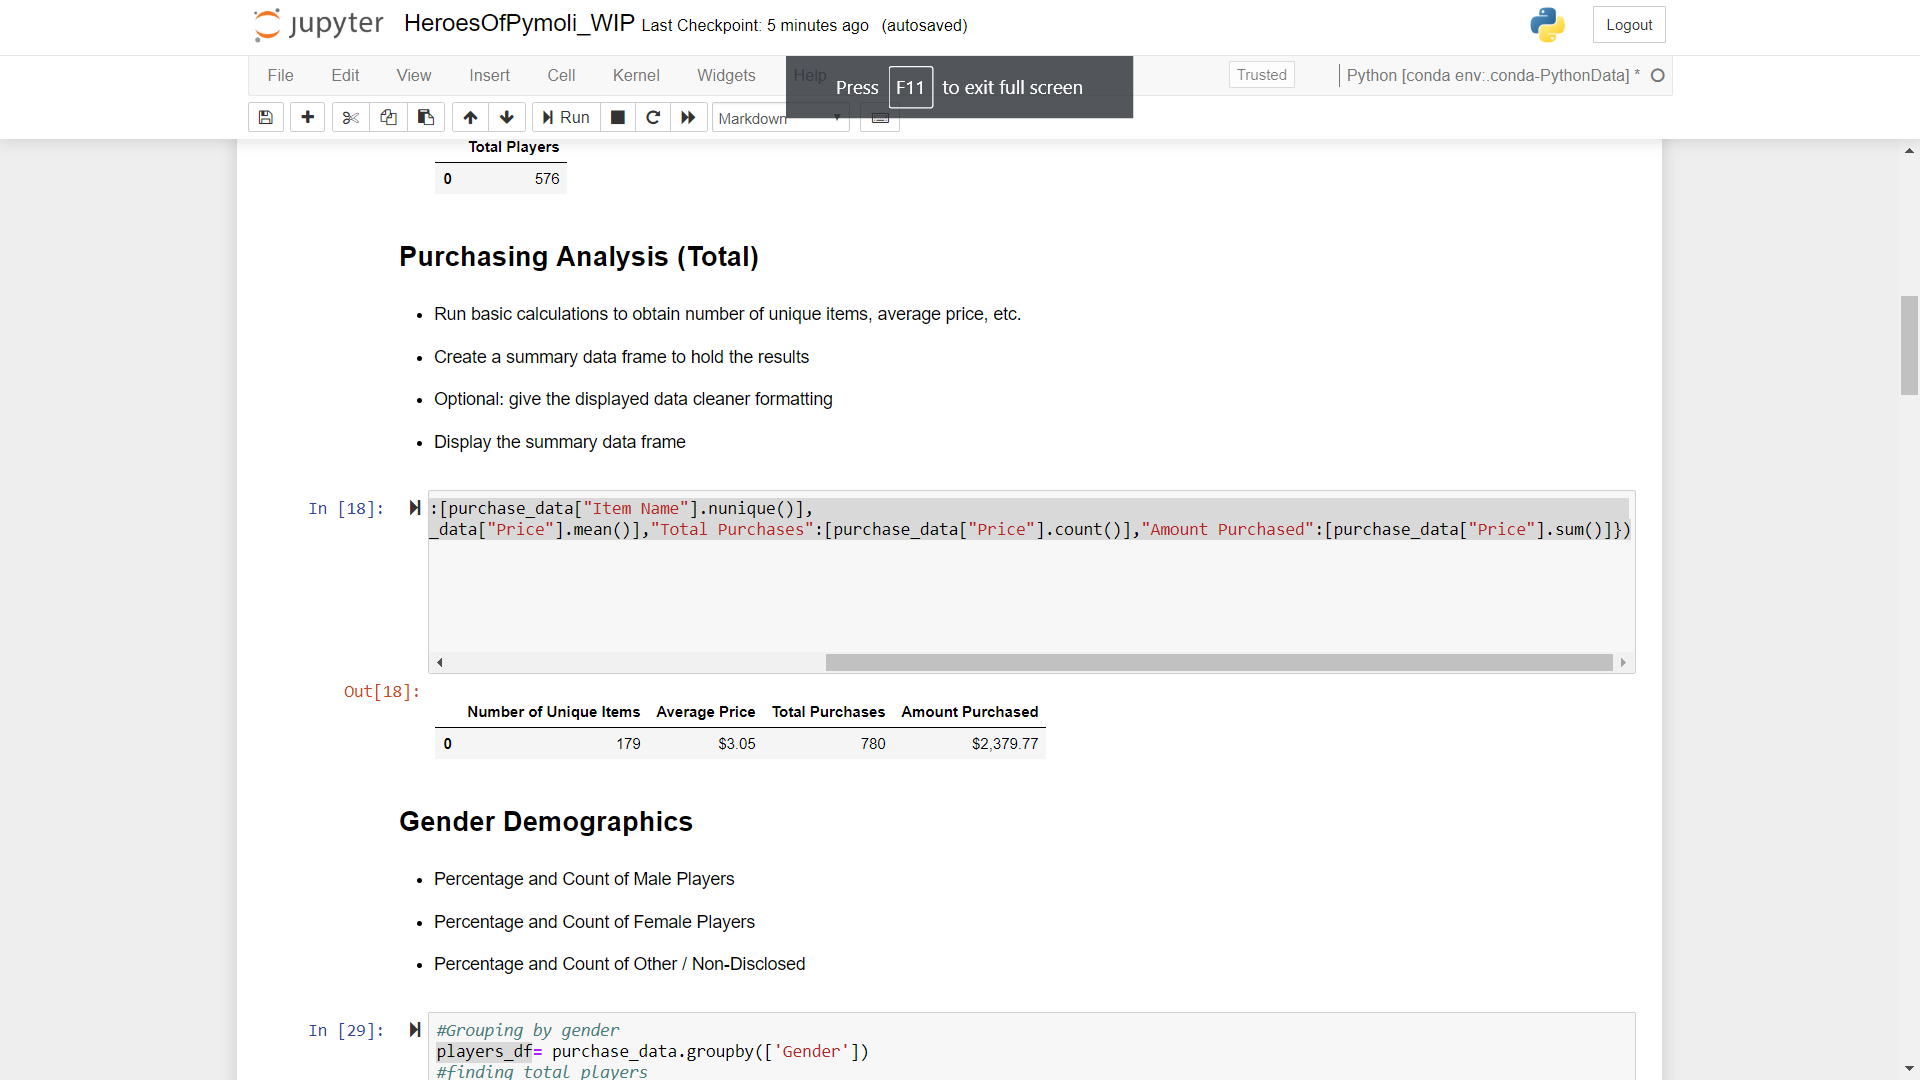 jupyter HeroesOfPymoli_WIP Last Checkpoint: 5 minutes ago (autosaved) Logout
File Edit View Insert Cell Kernel Widgets Help Trusted Python [conda env:.conda-PythonData] *
Press F11 to exit full screen
Run Markdown
Total Players
0 576
Purchasing Analysis (Total)
• Run basic calculations to obtain number of unique items, average price, etc.
• Create a summary data frame to hold the results
• Optional: give the displayed data cleaner formatting
• Display the summary data frame
In [18]: :[purchase_data["Item Name"].nunique()],
_data["Price"].mean()],"Total Purchases":[purchase_data["Price"].count()],"Amount Purchased":[purchase_data["Price"].sum()]})
Out[18]:
Number of Unique Items Average Price Total Purchases Amount Purchased
0 179 $3.05 780 $2,379.77
Gender Demographics
• Percentage and Count of Male Players
• Percentage and Count of Female Players
• Percentage and Count of Other / Non-Disclosed
In [29]: #Grouping by gender
players_df= purchase_data.groupby(['Gender'])
#finding total players